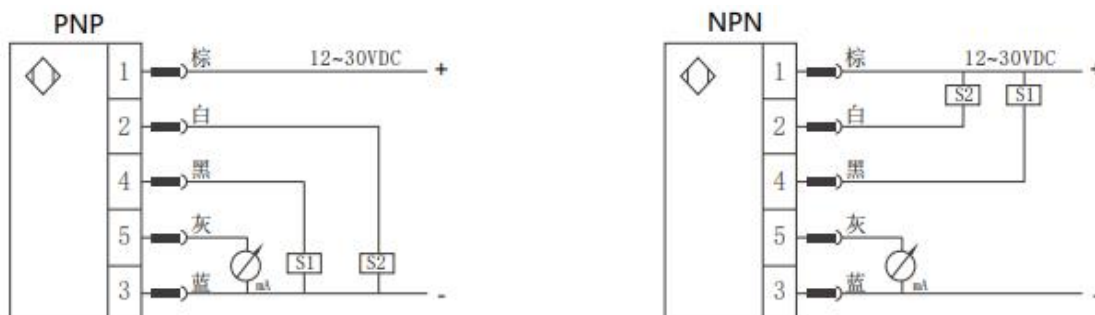 PNP
1 棕 12~30VDC +
2 白
4 黑
5 灰
mA S1 S2
3 蓝 -
NPN
1 棕 12~30VDC +
S2 S1
2 白
4 黑
5 灰
mA
3 蓝 -